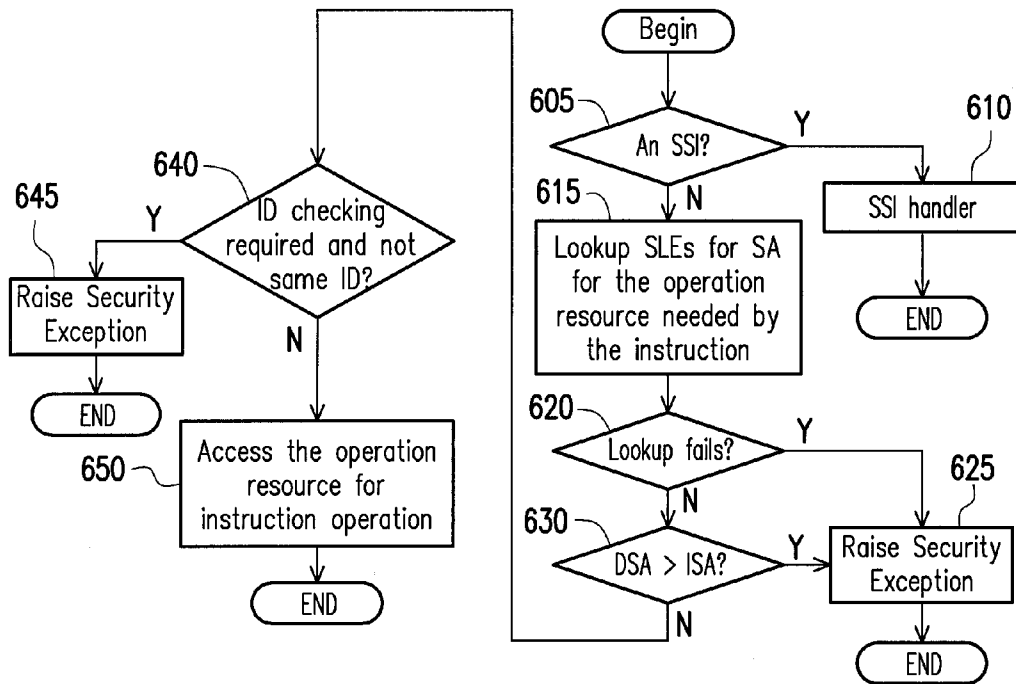 Begin
605
An SSI?
Y
610
SSI handler
END
N
615
Lookup SLEs for SA
for the operation
resource needed by
the instruction
620
Lookup fails?
Y
N
625
Raise Security
Exception
END
630
DSA > ISA?
Y
N
640
ID checking
required and not
same ID?
Y
645
Raise Security
Exception
END
N
650
Access the operation
resource for
instruction operation
END